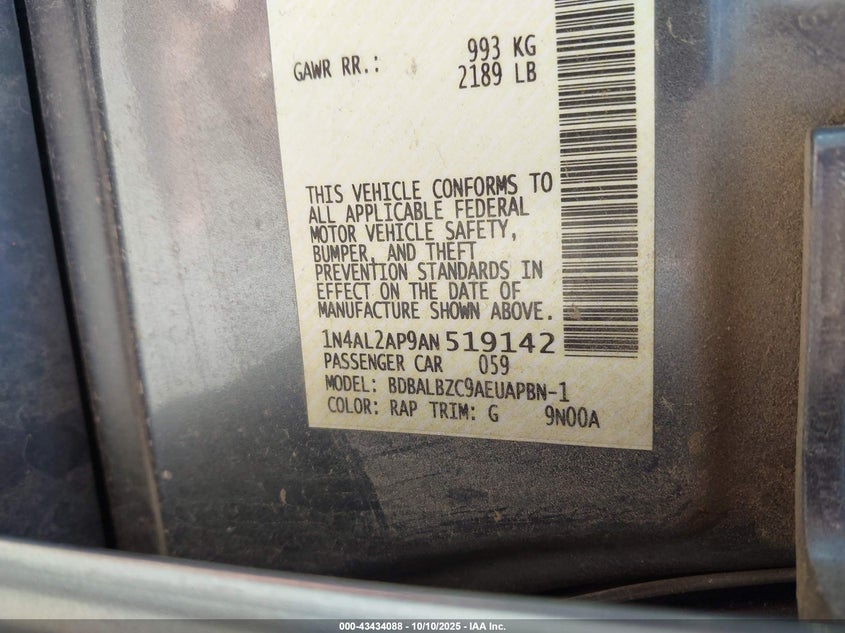 GAWR RR.: 993 KG
2189 LB
THIS VEHICLE CONFORMS TO
ALL APPLICABLE FEDERAL
MOTOR VEHICLE SAFETY,
BUMPER, AND THEFT
PREVENTION STANDARDS IN
EFFECT ON THE DATE OF
MANUFACTURE SHOWN ABOVE.
1N4AL2AP9AN519142
PASSENGER CAR 059
MODEL: BDBALBZC9AEUAPBN-1
COLOR: RAP TRIM: G 9N00A
000-43434088 - 10/10/2025 - IAA Inc.